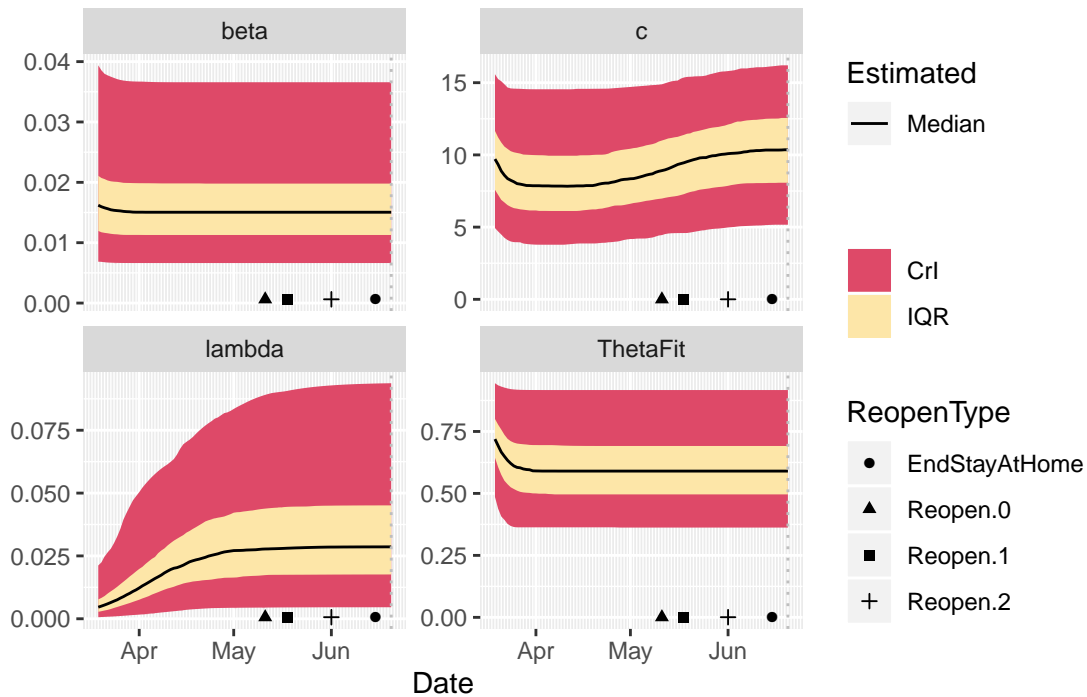 beta
c
0.04
0.03
0.02
0.01
0.00
15
10
5
0
lambda
ThetaFit
0.075
0.050
0.025
0.000
0.75
0.50
0.25
0.00
Apr May Jun
Apr May Jun
Date
Estimated
Median
CrI
IQR
ReopenType
EndStayAtHome
Reopen.0
Reopen.1
Reopen.2